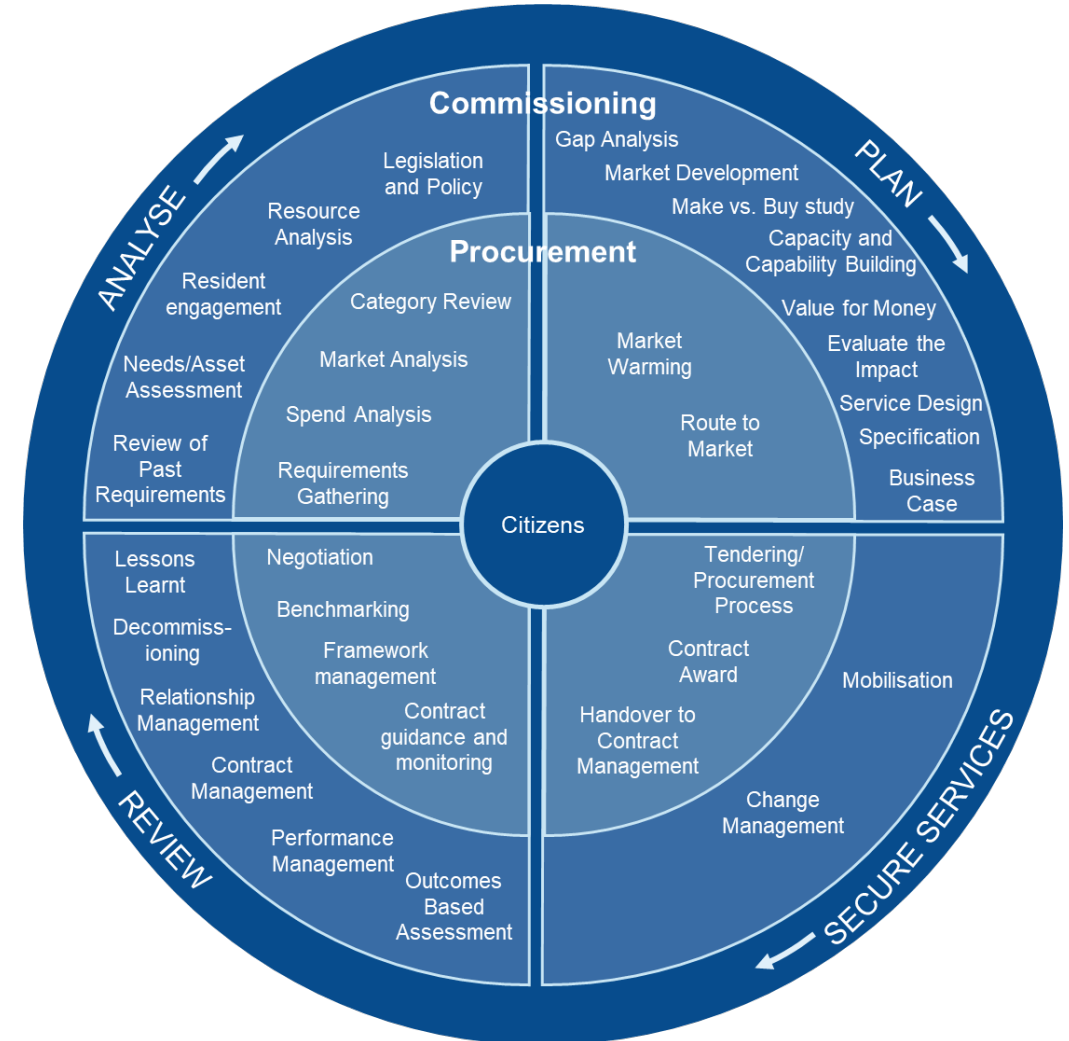 Commissioning
ANALYSE
Legislation
and Policy
Resource
Analysis
Resident
engagement
Needs/Asset
Assessment
Review of
Past
Requirements
PLAN
Gap Analysis
Market Development
Make vs. Buy study
Capacity and
Capability Building
Value for Money
Evaluate the
Impact
Service Design
Specification
Business
Case
Procurement
Category Review
Market Analysis
Spend Analysis
Requirements
Gathering
Market
Warming
Route to
Market
Citizens
Negotiation
Benchmarking
Framework
management
Contract
guidance and
monitoring
Tendering/
Procurement
Process
Contract
Award
Handover to
Contract
Management
Mobilisation
Change
Management
SECURE SERVICES
Lessons
Learnt
Decommiss-
ioning
Relationship
Management
Contract
Management
Performance
Management
Outcomes
Based
Assessment
REVIEW